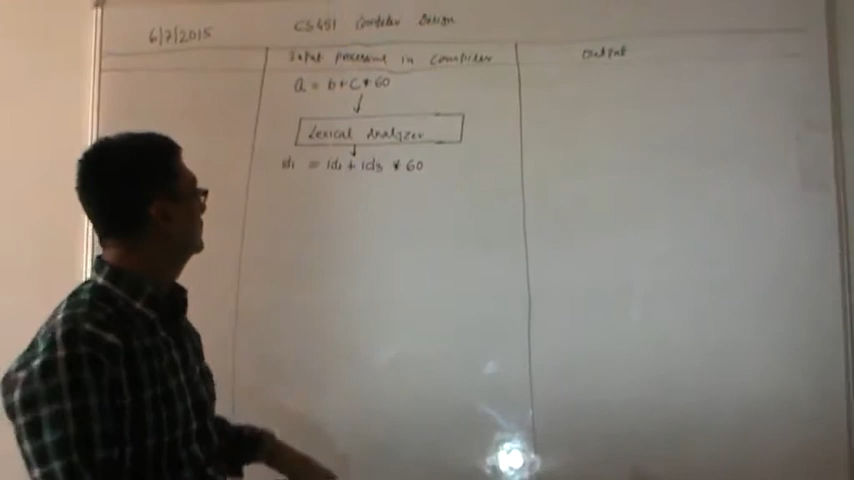 6/7/2015
CS451 Compiler Design
Input processing in compiler
Output
a = b + c * 60
Lexical Analyzer
id1 = id2 + id3 * 60